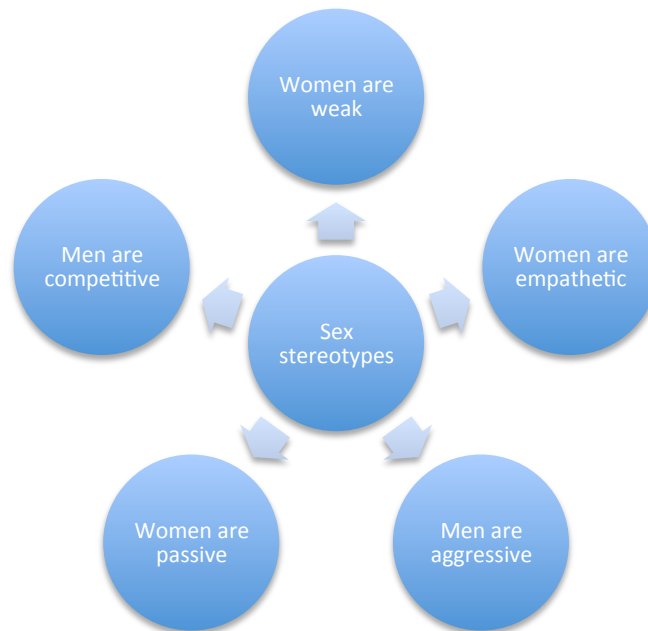 Women are
weak
Women are
empathetic
Men are
aggressive
Women are
passive
Men are
competitive
Sex
stereotypes